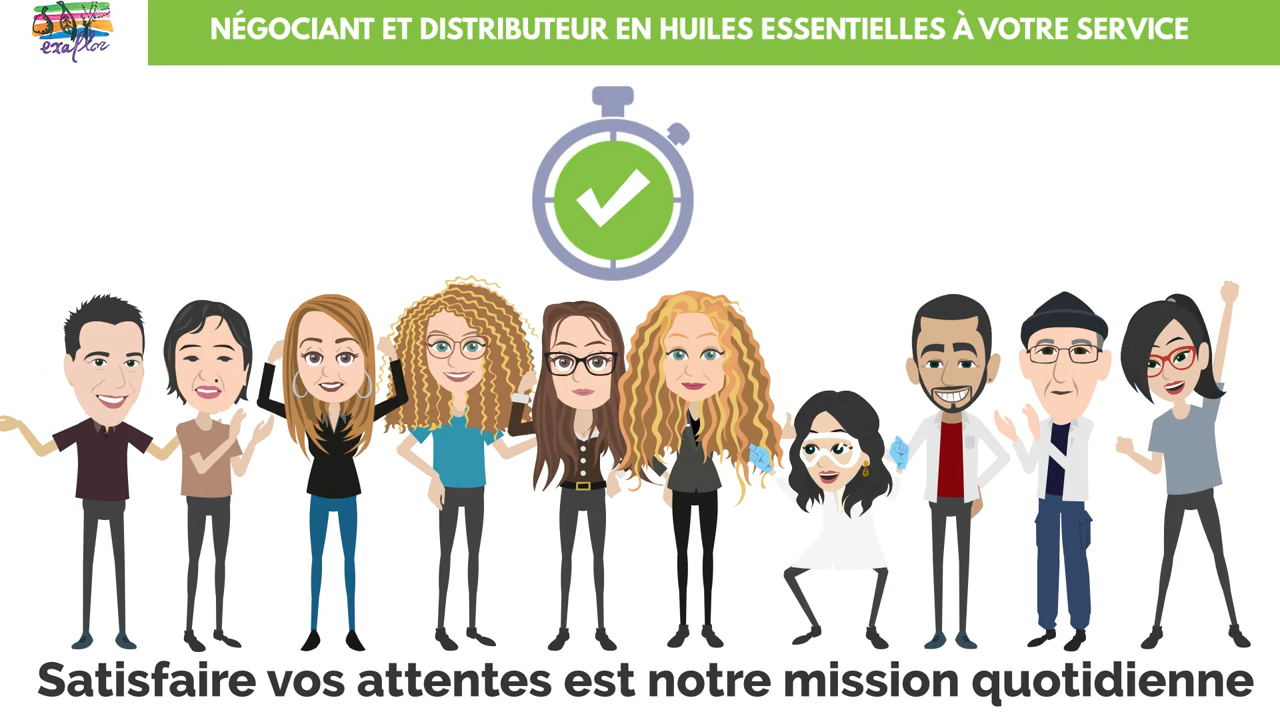 exaflor
NÉGOCIANT ET DISTRIBUTEUR EN HUILES ESSENTIELLES À VOTRE SERVICE
Satisfaire vos attentes est notre mission quotidienne